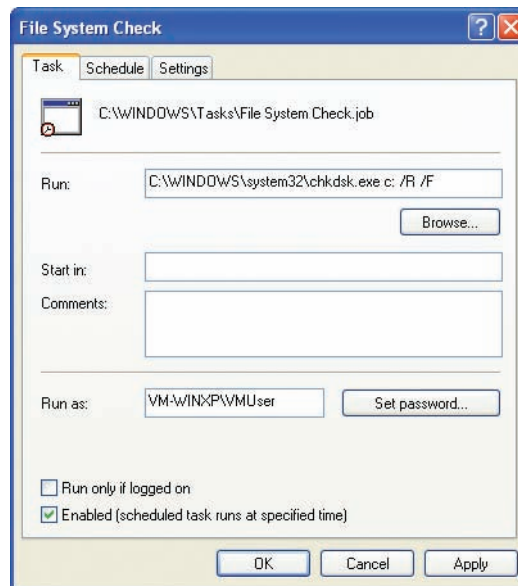 File System Check
Task Schedule Settings
C:\WINDOWS\Tasks\File System Check.job
Run: C:\WINDOWS\system32\chkdsk.exe c: /R /F
Browse...
Start in:
Comments:
Run as: VM-WINXP\VMUser Set password...
Run only if logged on
Enabled (scheduled task runs at specified time)
OK Cancel Apply